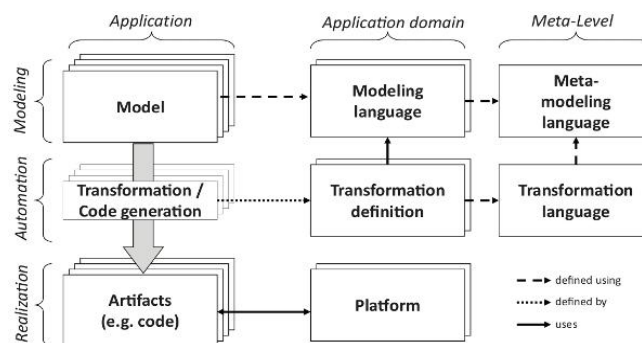 Application
Application domain
Meta-Level
Modeling
Model
Modeling
language
Meta-
modeling
language
Automation
Transformation /
Code generation
Transformation
definition
Transformation
language
Realization
Artifacts
(e.g. code)
Platform
defined using
defined by
uses